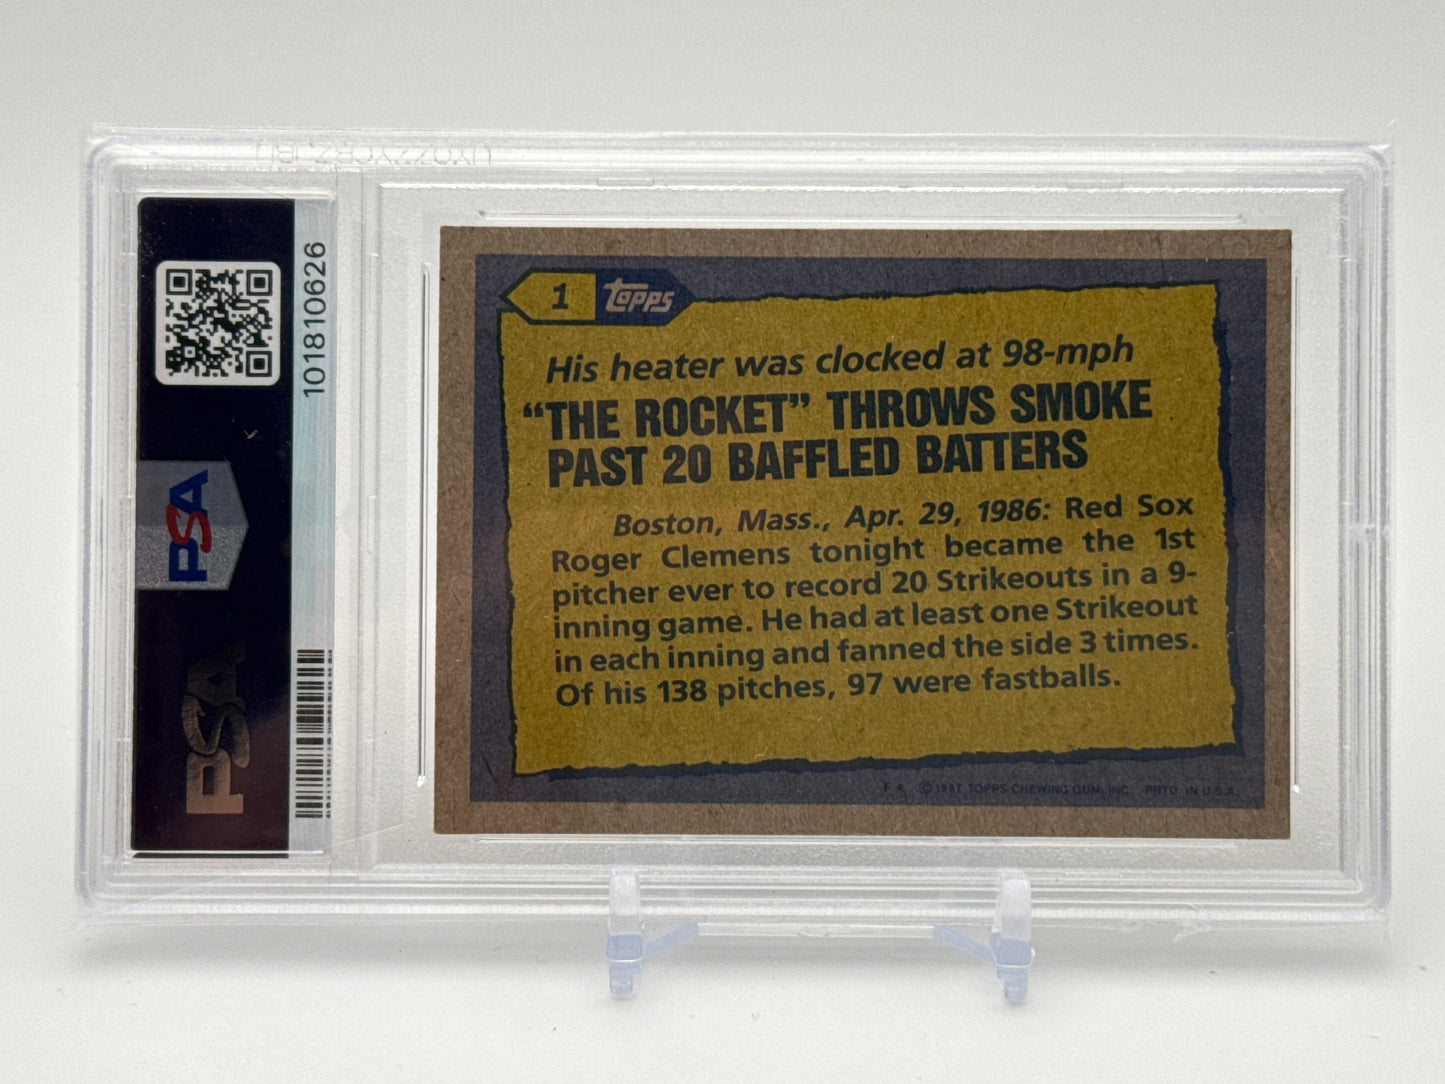 101810626
PSA
PSA
1 Topps
His heater was clocked at 98-mph
"THE ROCKET" THROWS SMOKE
PAST 20 BAFFLED BATTERS
Boston, Mass., Apr. 29, 1986: Red Sox
Roger Clemens tonight became the 1st
pitcher ever to record 20 Strikeouts in a 9-
inning game. He had at least one Strikeout
in each inning and fanned the side 3 times.
Of his 138 pitches, 97 were fastballs.
F* © 1987 TOPPS CHEWING GUM, INC. PRTD. IN U.S.A.